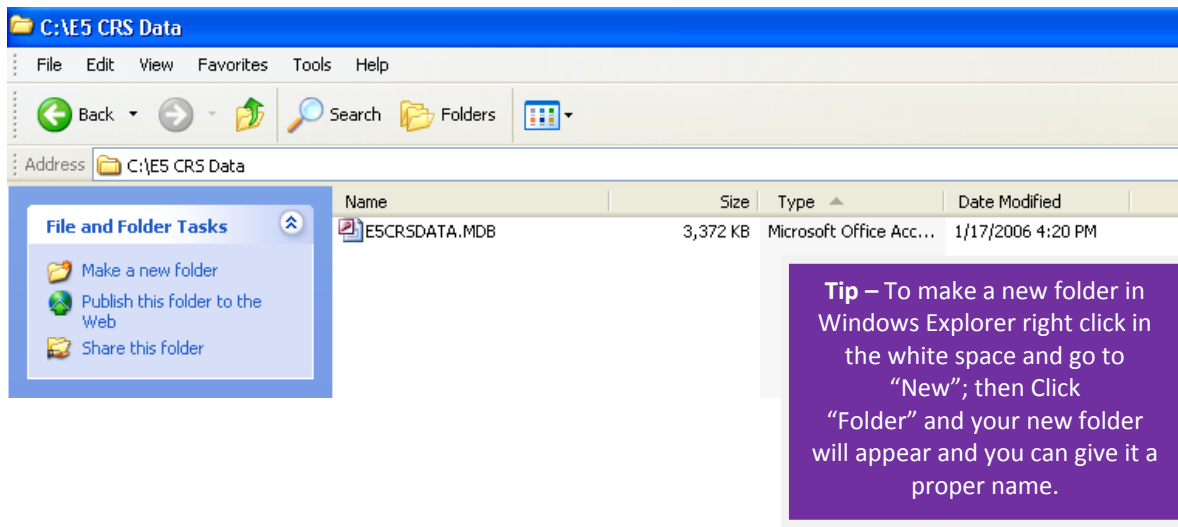 C:\E5 CRS Data
File Edit View Favorites Tools Help
Back Search Folders
Address C:\E5 CRS Data
File and Folder Tasks
Make a new folder
Publish this folder to the
Web
Share this folder
Name Size Type Date Modified
E5CRSDATA.MDB 3,372 KB Microsoft Office Acc... 1/17/2006 4:20 PM
Tip – To make a new folder in
Windows Explorer right click in
the white space and go to
“New”; then Click
“Folder” and your new folder
will appear and you can give it a
proper name.